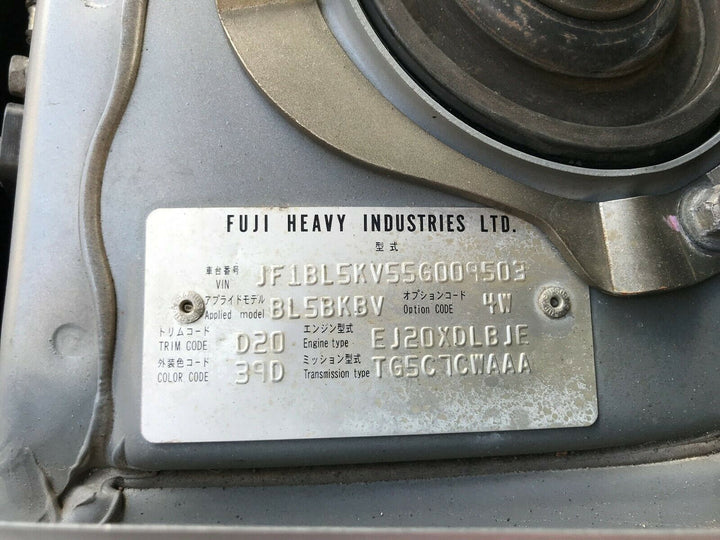 FUJI HEAVY INDUSTRIES LTD.
型式
車台番号 VIN JF1BL5KV55G009503
アプライドモデル Applied model BL5BKBV オプションコード Option CODE 4W
トリムコード TRIM CODE D20 エンジン型式 Engine type EJ20XDLBJE
外装色コード COLOR CODE 39D ミッション型式 Transmission type TG5C7CWAAA